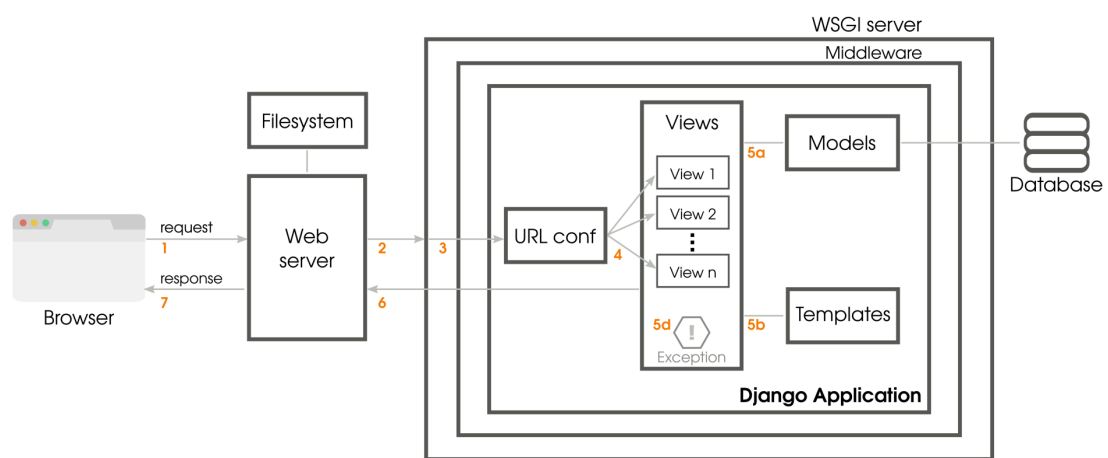 WSGI server
Middleware
Filesystem
Views
Models
5a
View 1
Database
request
1
Web
server
2
3
URL conf
4
View 2
View n
response
7
6
Browser
5d
!
Exception
5b
Templates
Django Application